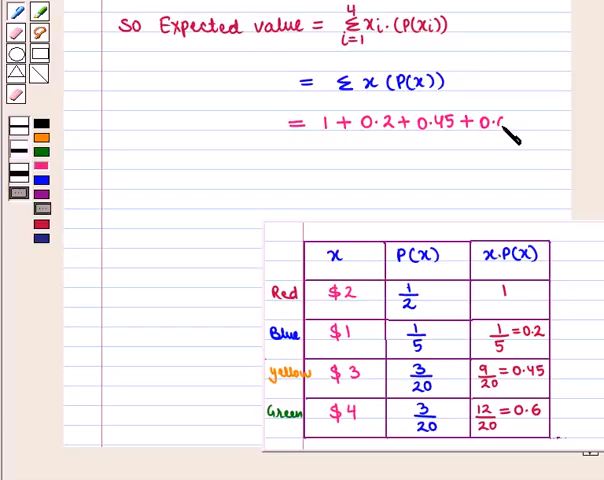 So Expected value = 4 Σ i=1 xi.(P(xi))
= Σ x (P(x))
= 1 + 0.2 + 0.45 + 0.
x P(x) x.P(x)
Red $2 1/2 1
Blue $1 1/5 1/5 = 0.2
Yellow $3 3/20 9/20 = 0.45
Green $4 3/20 12/20 = 0.6